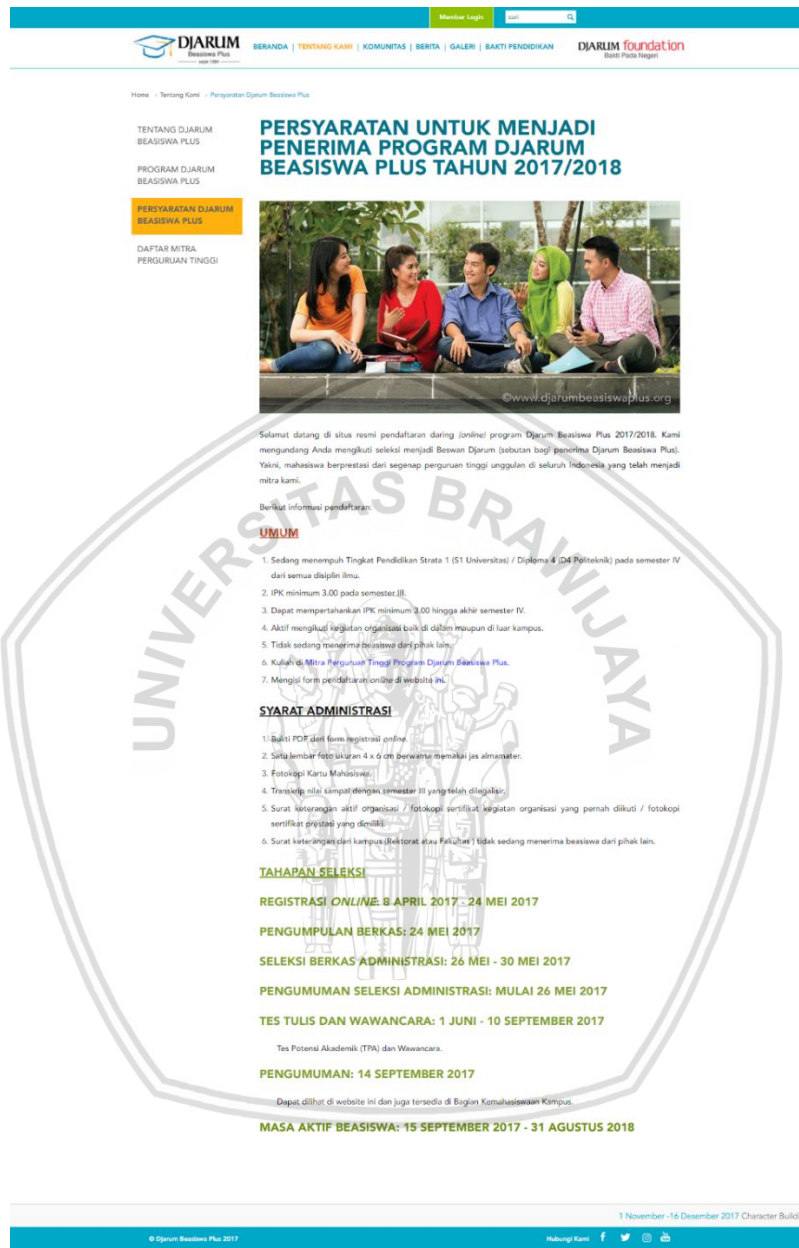 Member Login
cari
DJARUM
Beasiswa Plus
BERANDA | TENTANG KAMI | KOMUNITAS | BERITA | GALERI | BAKTI PENDIDIKAN
DJARUM foundation
Bakti Pada Negeri
Home > Tentang Kami > Persyaratan Djarum Beasiswa Plus
TENTANG DJARUM
BEASISWA PLUS
PROGRAM DJARUM
BEASISWA PLUS
PERSYARATAN DJARUM
BEASISWA PLUS
DAFTAR MITRA
PERGURUAN TINGGI
PERSYARATAN UNTUK MENJADI
PENERIMA PROGRAM DJARUM
BEASISWA PLUS TAHUN 2017/2018
©www.djarumbeasiswaplus.org
Selamat datang di situs resmi pendaftaran daring (online) program Djarum Beasiswa Plus 2017/2018. Kami
mengundang Anda mengikuti seleksi menjadi Beswan Djarum (sebutan bagi penerima Djarum Beasiswa Plus).
Yakni, mahasiswa berprestasi dari segenap perguruan tinggi unggulan di seluruh Indonesia yang telah menjadi
mitra kami.
Berikut informasi pendaftaran:
UMUM
1. Sedang menempuh Tingkat Pendidikan Strata 1 (S1 Universitas) / Diploma 4 (D4 Politeknik) pada semester IV
dari semua disiplin ilmu.
2. IPK minimum 3.00 pada semester III.
3. Dapat mempertahankan IPK minimum 3.00 hingga akhir semester IV.
4. Aktif mengikuti kegiatan organisasi baik di dalam maupun di luar kampus.
5. Tidak sedang menerima beasiswa dari pihak lain.
6. Kuliah di Mitra Perguruan Tinggi Program Djarum Beasiswa Plus.
7. Mengisi form pendaftaran online di website ini.
SYARAT ADMINISTRASI
1. Bukti PDF dari form registrasi online.
2. Satu lembar foto ukuran 4 x 6 cm berwarna memakai jas almamater.
3. Fotokopi Kartu Mahasiswa.
4. Transkrip nilai sampai dengan semester III yang telah dilegalisir.
5. Surat keterangan aktif organisasi / fotokopi sertifikat kegiatan organisasi yang pernah diikuti / fotokopi
sertifikat prestasi yang dimiliki.
6. Surat keterangan dari kampus (Rektorat atau Fakultas ) tidak sedang menerima beasiswa dari pihak lain.
TAHAPAN SELEKSI
REGISTRASI ONLINE: 8 APRIL 2017 - 24 MEI 2017
PENGUMPULAN BERKAS: 24 MEI 2017
SELEKSI BERKAS ADMINISTRASI: 26 MEI - 30 MEI 2017
PENGUMUMAN SELEKSI ADMINISTRASI: MULAI 26 MEI 2017
TES TULIS DAN WAWANCARA: 1 JUNI - 10 SEPTEMBER 2017
Tes Potensi Akademik (TPA) dan Wawancara.
PENGUMUMAN: 14 SEPTEMBER 2017
Dapat dilihat di website ini dan juga tersedia di Bagian Kemahasiswaan Kampus.
MASA AKTIF BEASISWA: 15 SEPTEMBER 2017 - 31 AGUSTUS 2018
UNIVERSITAS BRAWIJAYA
1 November -16 Desember 2017 Character Build
© Djarum Beasiswa Plus 2017
Hubungi Kami